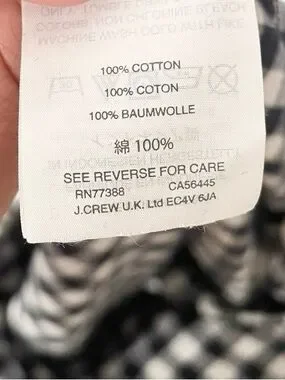 100% COTTON
100% COTON
100% BAUMWOLLE
綿 100%
SEE REVERSE FOR CARE
RN77388 CA56445
J.CREW U.K. Ltd EC4V 6JA